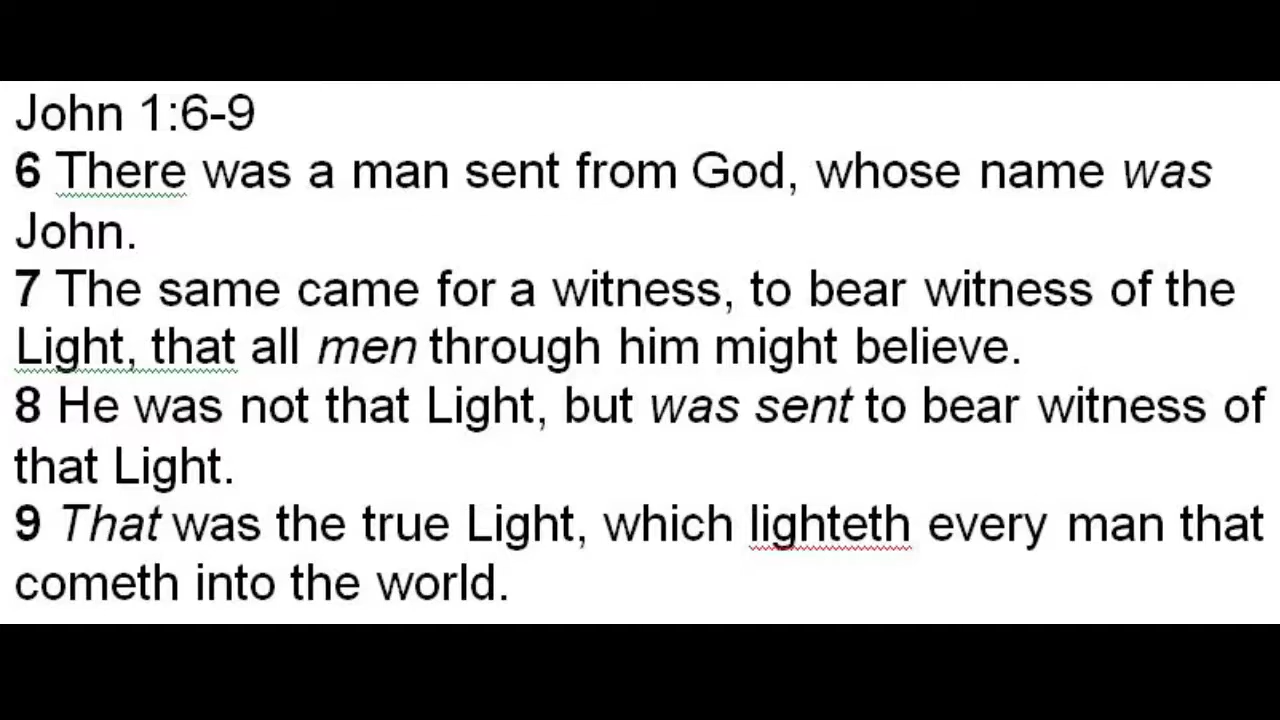 John 1:6-9
6 There was a man sent from God, whose name was
John.
7 The same came for a witness, to bear witness of the
Light, that all men through him might believe.
8 He was not that Light, but was sent to bear witness of
that Light.
9 That was the true Light, which lighteth every man that
cometh into the world.